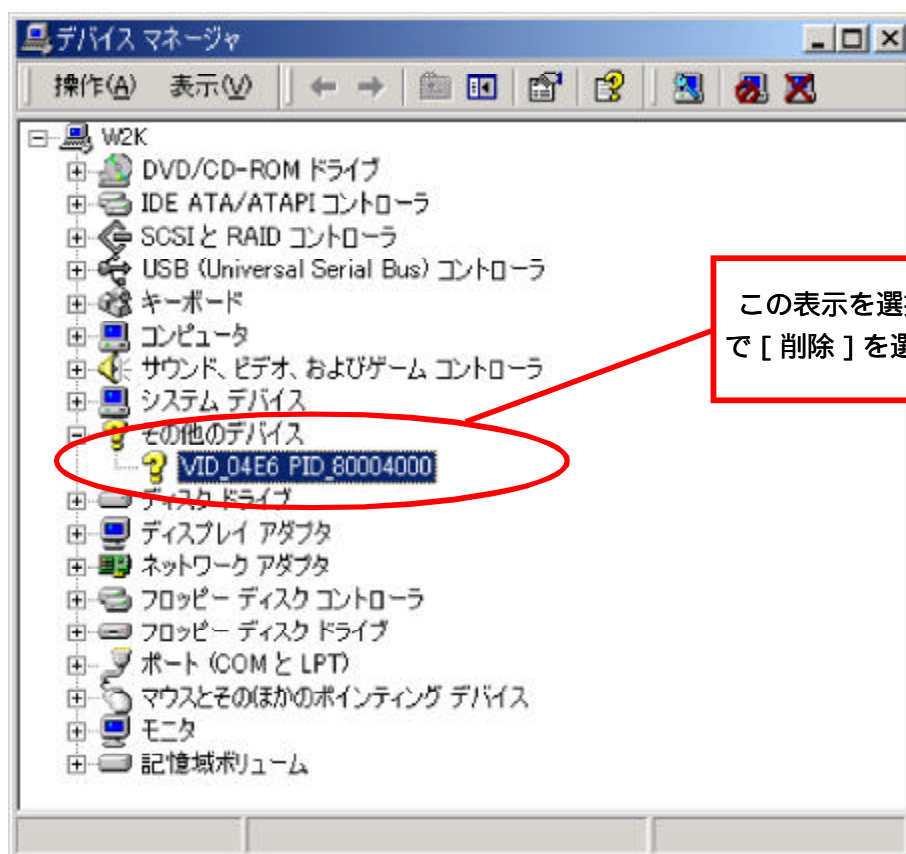 デバイス マネージャ
操作(A) 表示(V)
W2K
DVD/CD-ROM ドライブ
IDE ATA/ATAPI コントローラ
SCSI と RAID コントローラ
USB (Universal Serial Bus) コントローラ
キーボード
コンピュータ
サウンド、ビデオ、およびゲーム コントローラ
システム デバイス
その他のデバイス
VID_04E6 PID_80004000
ディスク ドライブ
ディスプレイ アダプタ
ネットワーク アダプタ
フロッピー ディスク コントローラ
フロッピー ディスク ドライブ
ポート (COM と LPT)
マウスとそのほかのポインティング デバイス
モニタ
記憶域ボリューム
この表示を選
で [ 削除 ] を